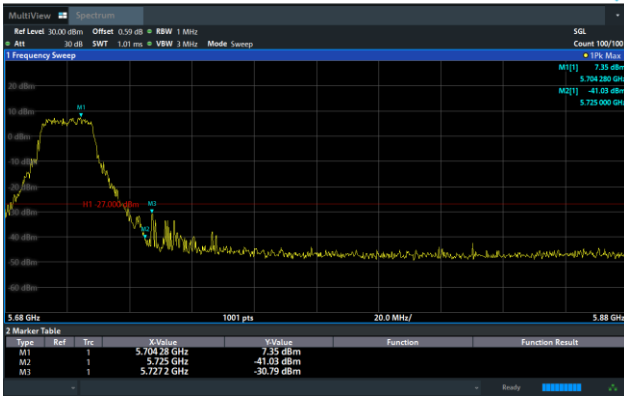 MultiView Spectrum
Ref Level 30.00 dBm Offset 0.59 dB RBW 1 MHz SGL
Att 30 dB SWT 1.01 ms VBW 3 MHz Mode Sweep Count 100/100
1 Frequency Sweep 1Pk Max
M1[1] 7.35 dBm
5.704 280 GHz
M2[1] -41.03 dBm
5.725 000 GHz
20 dBm
M1
10 dBm
0 dBm
-10 dBm
-20 dBm
H1 -27.000 dBm M3
-30 dBm
M2
-40 dBm
-50 dBm
-60 dBm
5.68 GHz 1001 pts 20.0 MHz/ 5.88 GHz
2 Marker Table
Type Ref Trc X-Value Y-Value Function Function Result
M1 1 5.70428 GHz 7.35 dBm
M2 1 5.725 GHz -41.03 dBm
M3 1 5.7272 GHz -30.79 dBm
Ready